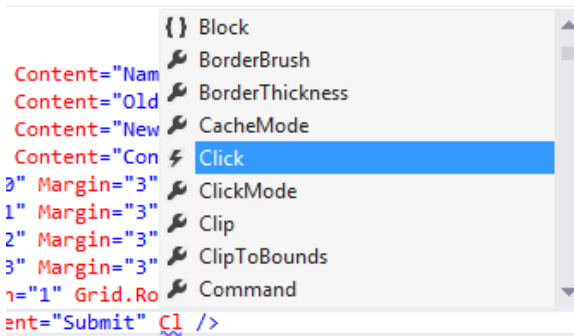 Block
BorderBrush
Content="Nam
BorderThickness
Content="Old
CacheMode
Content="New
Click
Content="Con
ClickMode
0" Margin="3"
Clip
1" Margin="3"
ClipToBounds
2" Margin="3"
Command
3" Margin="3"
n="1" Grid.Ro
ent="Submit" Cl />